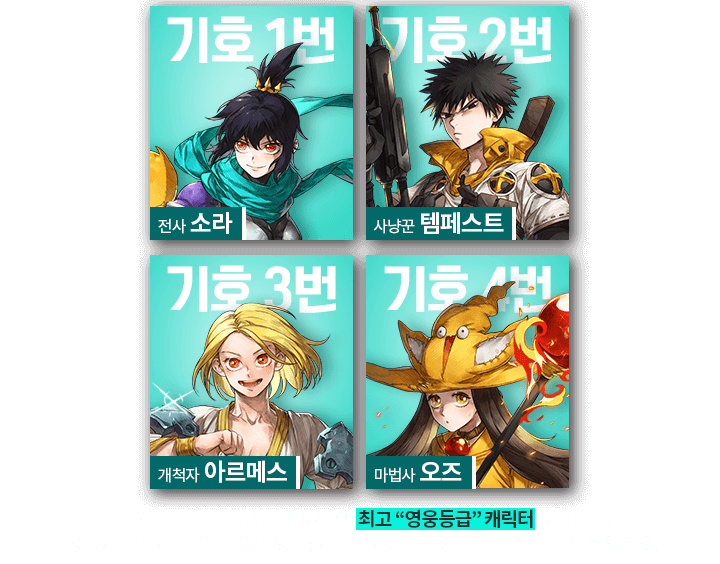 기호 1번
전사 소라
기호 2번
사냥꾼 템페스트
기호 3번
개척자 아르메스
기호 4번
마법사 오즈
최고 “영웅등급” 캐릭터